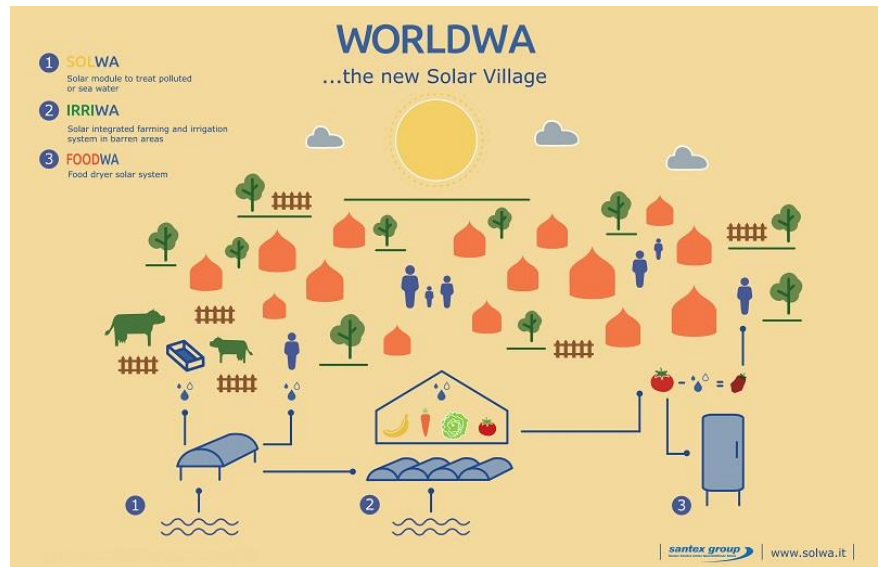 WORLDWA
...the new Solar Village
1 SOLWA
Solar module to treat polluted
or sea water
2 IRRIWA
Solar integrated farming and irrigation
system in barren areas
3 FOODWA
Food dryer solar system
- =
1
2
3
santex group
www.solwa.it